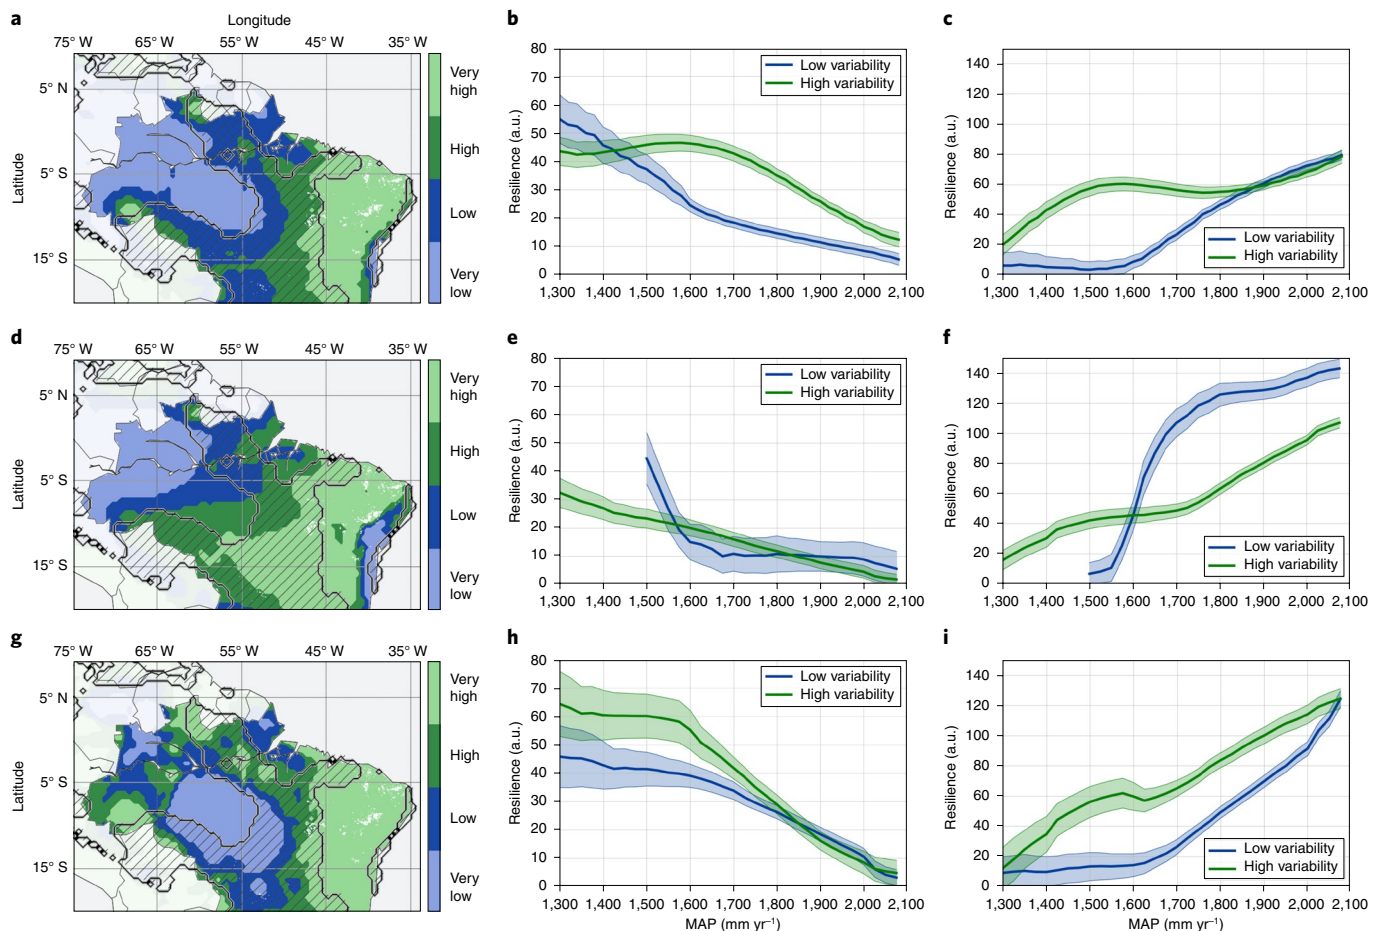 a
Longitude
75° W 65° W 55° W 45° W 35° W
Latitude
5° N
5° S
15° S
Very high
High
Low
Very low
b
Resilience (a.u.)
80
70
60
50
40
30
20
10
0
Low variability
High variability
1,300 1,400 1,500 1,600 1,700 1,800 1,900 2,000 2,100
c
Resilience (a.u.)
140
120
100
80
60
40
20
0
Low variability
High variability
1,300 1,400 1,500 1,600 1,700 1,800 1,900 2,000 2,100
d
75° W 65° W 55° W 45° W 35° W
Latitude
5° N
5° S
15° S
Very high
High
Low
Very low
e
Resilience (a.u.)
80
70
60
50
40
30
20
10
0
Low variability
High variability
1,300 1,400 1,500 1,600 1,700 1,800 1,900 2,000 2,100
f
Resilience (a.u.)
140
120
100
80
60
40
20
0
Low variability
High variability
1,300 1,400 1,500 1,600 1,700 1,800 1,900 2,000 2,100
g
75° W 65° W 55° W 45° W 35° W
Latitude
5° N
5° S
15° S
Very high
High
Low
Very low
h
Resilience (a.u.)
80
70
60
50
40
30
20
10
0
Low variability
High variability
1,300 1,400 1,500 1,600 1,700 1,800 1,900 2,000 2,100
MAP (mm yr⁻¹)
i
Resilience (a.u.)
140
120
100
80
60
40
20
0
Low variability
High variability
1,300 1,400 1,500 1,600 1,700 1,800 1,900 2,000 2,100
MAP (mm yr⁻¹)